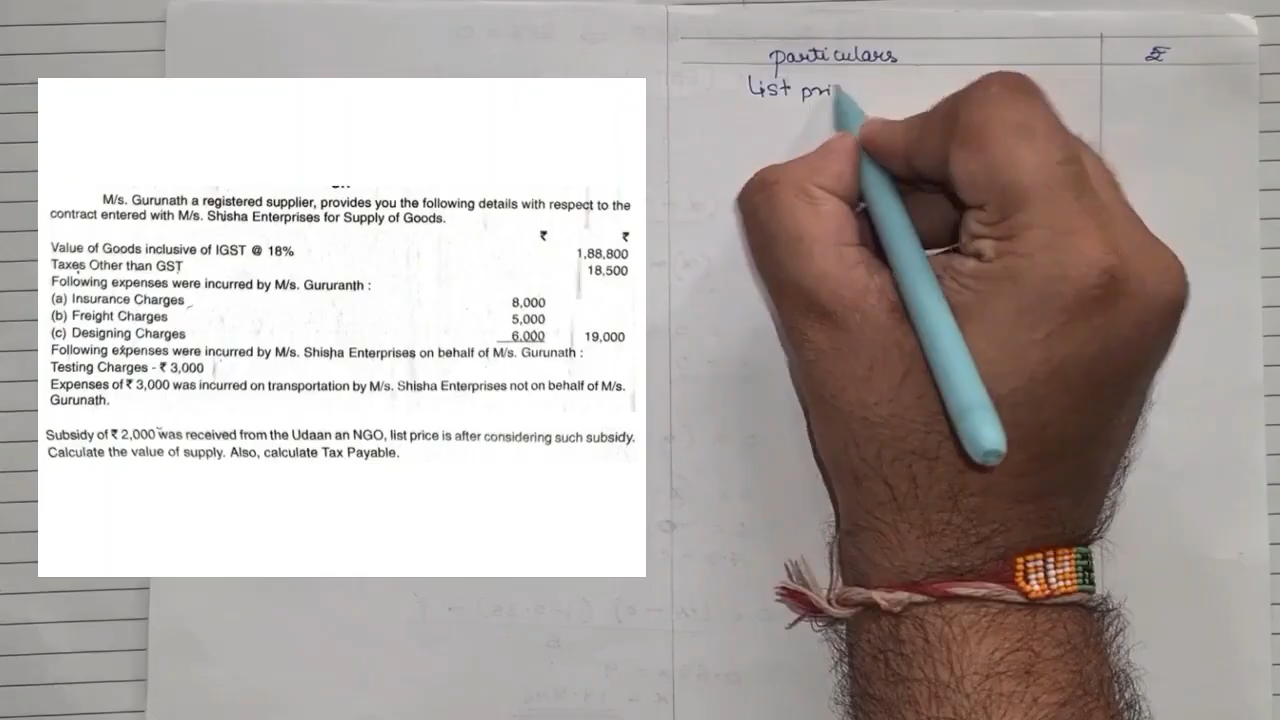 M/s. Gurunath a registered supplier, provides you the following details with respect to the
contract entered with M/s. Shisha Enterprises for Supply of Goods.
₹ ₹
Value of Goods inclusive of IGST @ 18% 1,88,800
Taxes Other than GST 18,500
Following expenses were incurred by M/s. Gururanth :
(a) Insurance Charges 8,000
(b) Freight Charges 5,000
(c) Designing Charges 6,000 19,000
Following expenses were incurred by M/s. Shisha Enterprises on behalf of M/s. Gurunath :
Testing Charges - ₹ 3,000
Expenses of ₹ 3,000 was incurred on transportation by M/s. Shisha Enterprises not on behalf of M/s.
Gurunath.
Subsidy of ₹ 2,000 was received from the Udaan an NGO, list price is after considering such subsidy.
Calculate the value of supply. Also, calculate Tax Payable.
particulars ₹
List pri